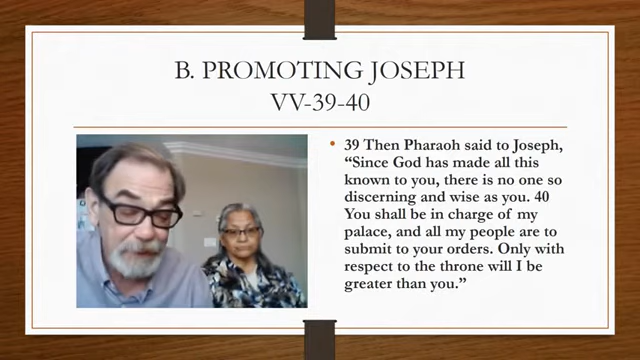 B. PROMOTING JOSEPH
VV-39-40
• 39 Then Pharaoh said to Joseph,
“Since God has made all this
known to you, there is no one so
discerning and wise as you. 40
You shall be in charge of my
palace, and all my people are to
submit to your orders. Only with
respect to the throne will I be
greater than you.”